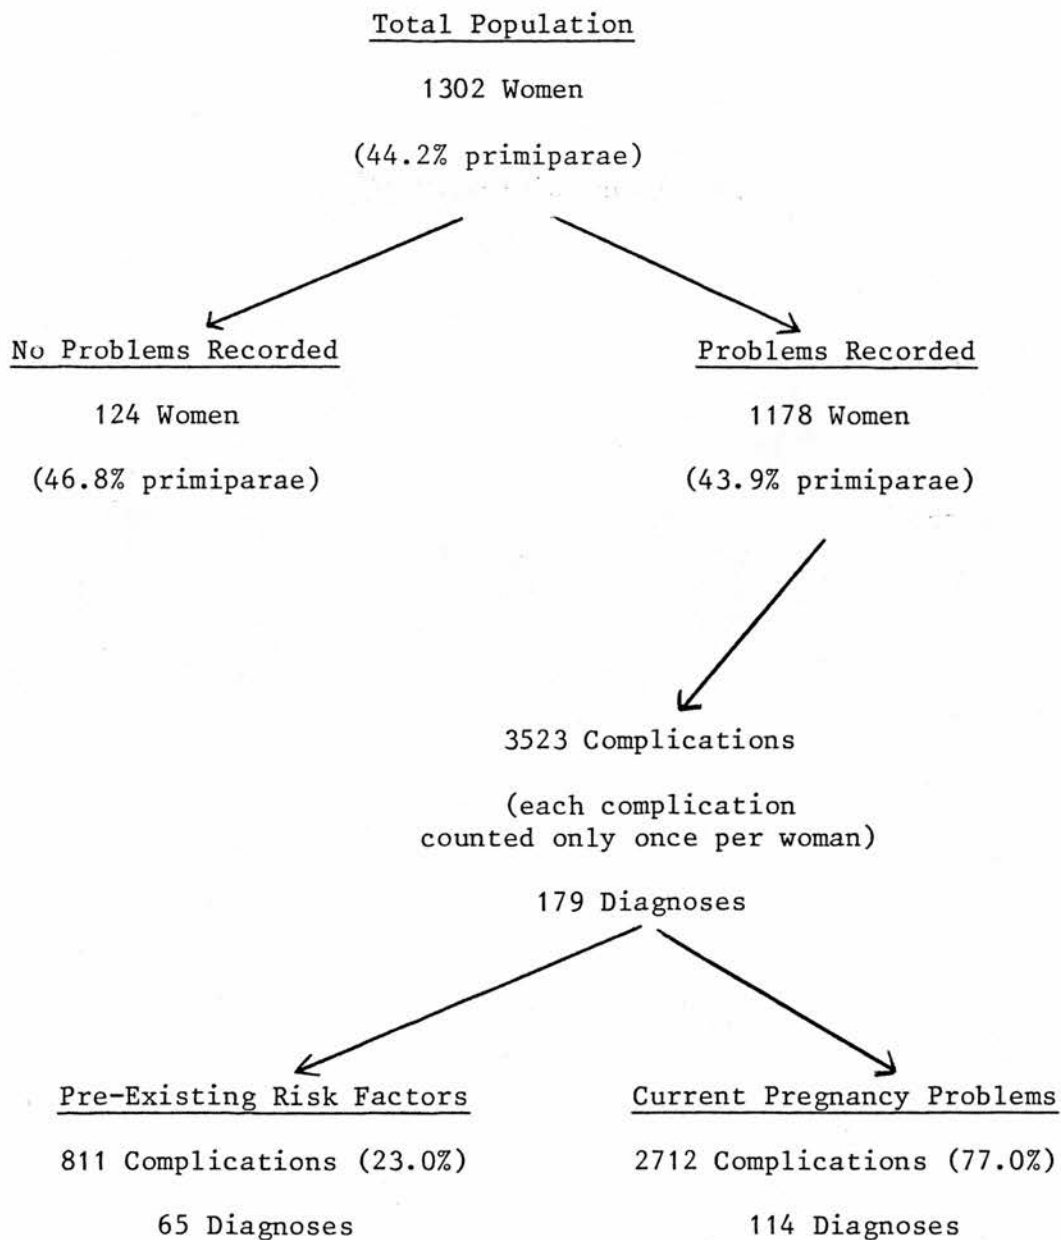 Total Population
1302 Women
(44.2% primiparae)
No Problems Recorded
124 Women
(46.8% primiparae)
Problems Recorded
1178 Women
(43.9% primiparae)
3523 Complications
(each complication
counted only once per woman)
179 Diagnoses
Pre-Existing Risk Factors
811 Complications (23.0%)
65 Diagnoses
Current Pregnancy Problems
2712 Complications (77.0%)
114 Diagnoses